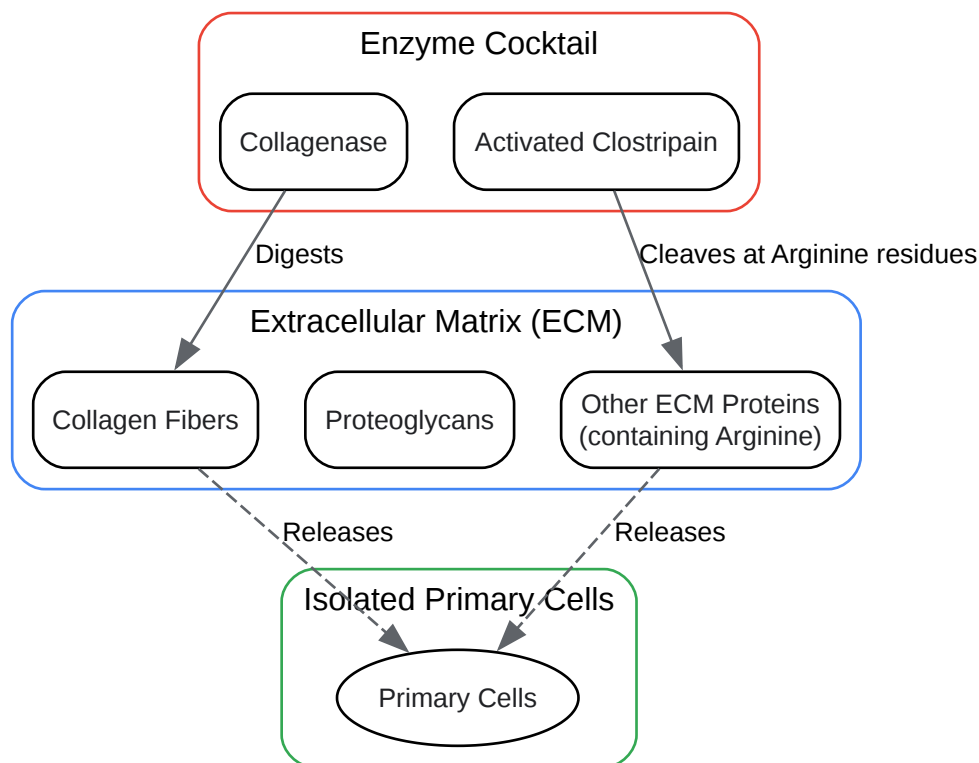 Enzyme Cocktail
Collagenase
Activated Clostripain
Digests
Cleaves at Arginine residues
Extracellular Matrix (ECM)
Collagen Fibers
Proteoglycans
Other ECM Proteins
(containing Arginine)
Releases
Releases
Isolated Primary Cells
Primary Cells